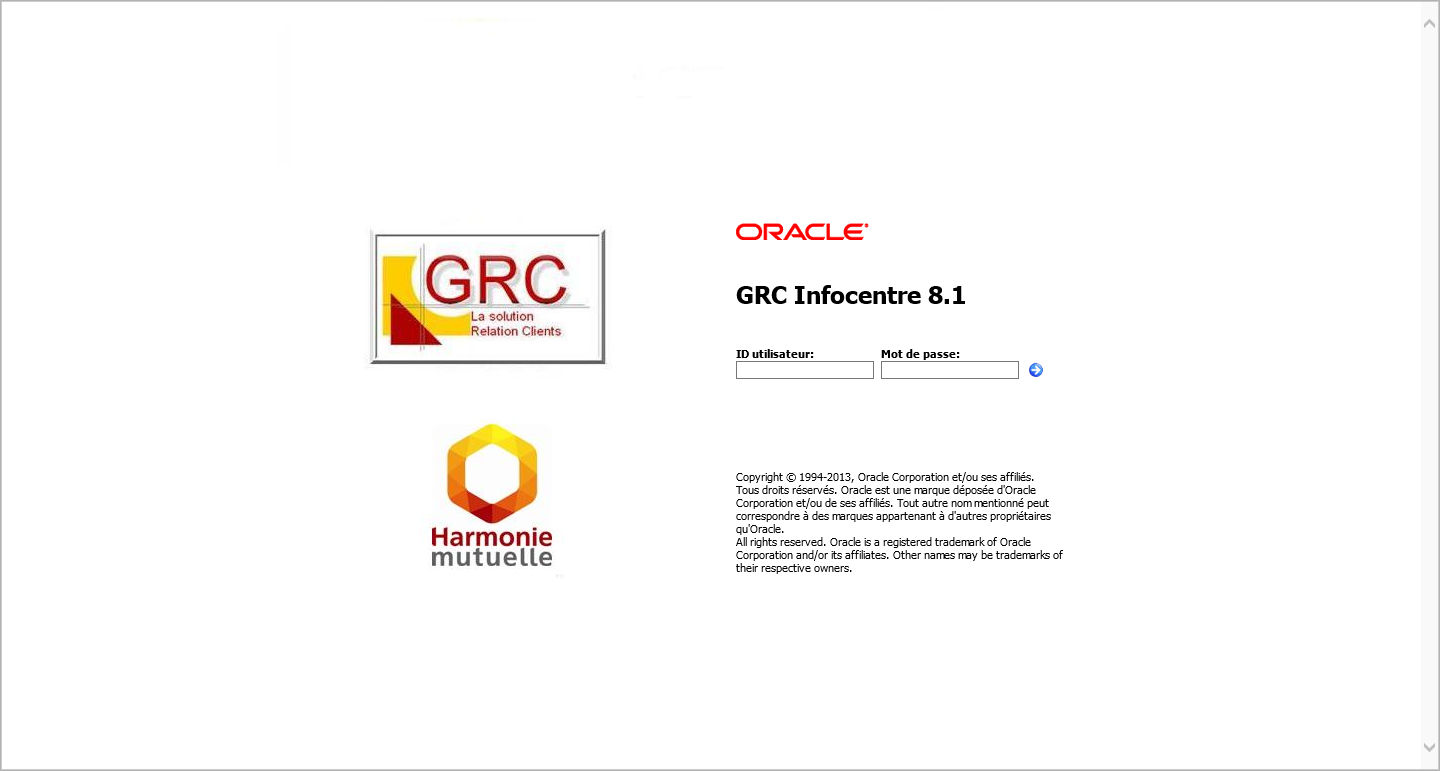 GRC
La solution
Relation Clients
Harmonie
mutuelle
ORACLE®
GRC Infocentre 8.1
ID utilisateur: Mot de passe:
Copyright © 1994-2013, Oracle Corporation et/ou ses affiliés.
Tous droits réservés. Oracle est une marque déposée d'Oracle
Corporation et/ou de ses affiliés. Tout autre nom mentionné peut
correspondre à des marques appartenant à d'autres propriétaires
qu'Oracle.
All rights reserved. Oracle is a registered trademark of Oracle
Corporation and/or its affiliates. Other names may be trademarks of
their respective owners.